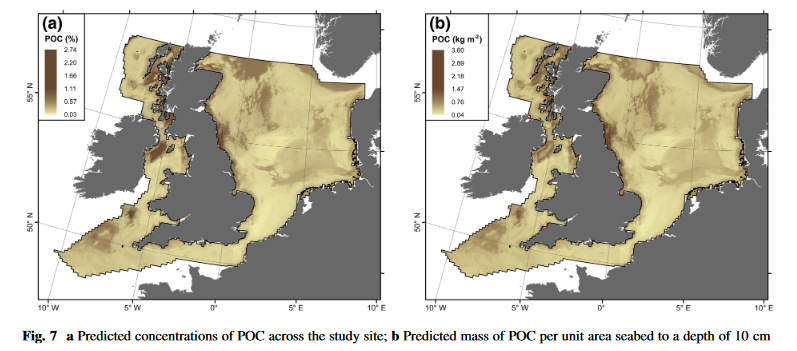 (a)
POC (%)
2.74
2.20
1.66
1.11
0.57
0.03
55° N
50° N
10° W
5° W
0°
5° E
10° E
(b)
POC (kg m⁻²)
3.60
2.89
2.18
1.47
0.76
0.04
55° N
50° N
10° W
5° W
0°
5° E
10° E
Fig. 7 a Predicted concentrations of POC across the study site; b Predicted mass of POC per unit area seabed to a depth of 10 cm